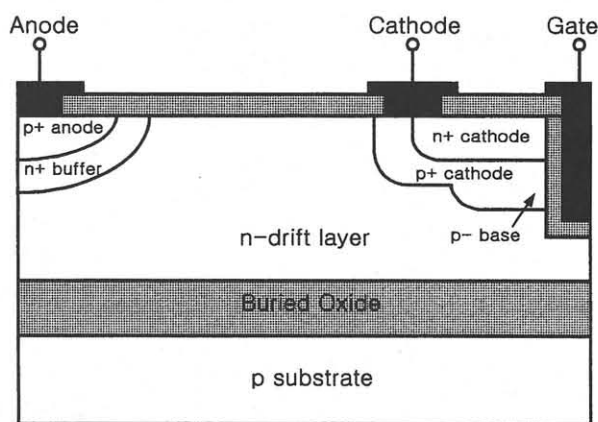 Anode
Cathode
Gate
p+ anode
n+ buffer
n+ cathode
p+ cathode
p- base
n-drift layer
Buried Oxide
p substrate